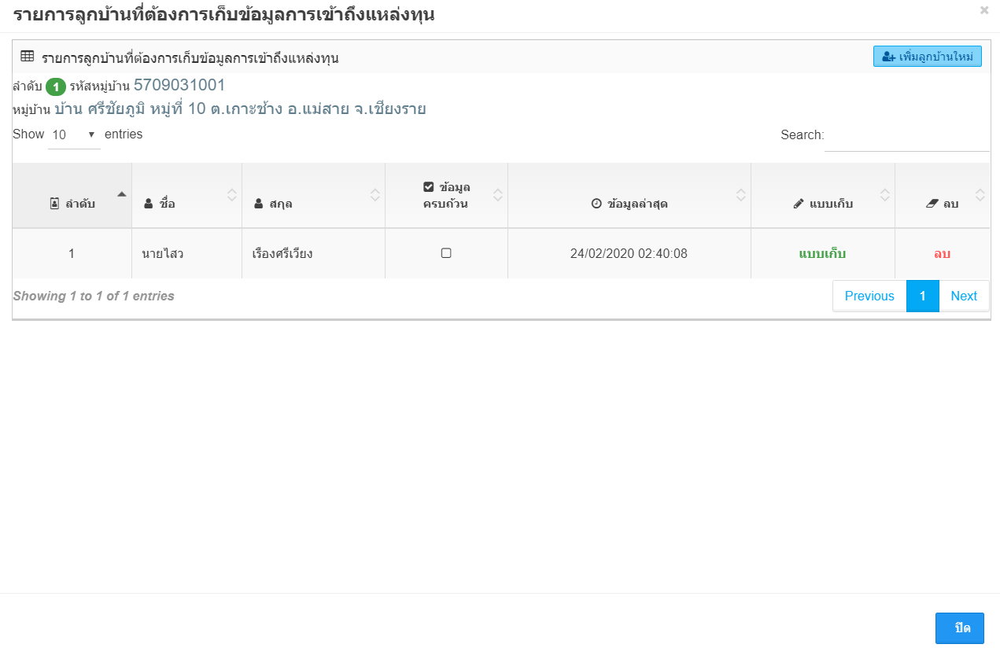 รายการลูกบ้านที่ต้องการเก็บข้อมูลการเข้าถึงแหล่งทุน
×
รายการลูกบ้านที่ต้องการเก็บข้อมูลการเข้าถึงแหล่งทุน
เพิ่มลูกบ้านใหม่
ลำดับ 1 รหัสหมู่บ้าน 5709031001
หมู่บ้าน บ้าน ศรีชัยภูมิ หมู่ที่ 10 ต.เกาะช้าง อ.แม่สาย จ.เชียงราย
Show 10 entries
Search:
ลำดับ ชื่อ สกุล ข้อมูล
ครบถ้วน ข้อมูลล่าสุด แบบเก็บ ลบ
1 นายไสว เรืองศรีเวียง 24/02/2020 02:40:08 แบบเก็บ ลบ
Showing 1 to 1 of 1 entries
Previous 1 Next
ปิด